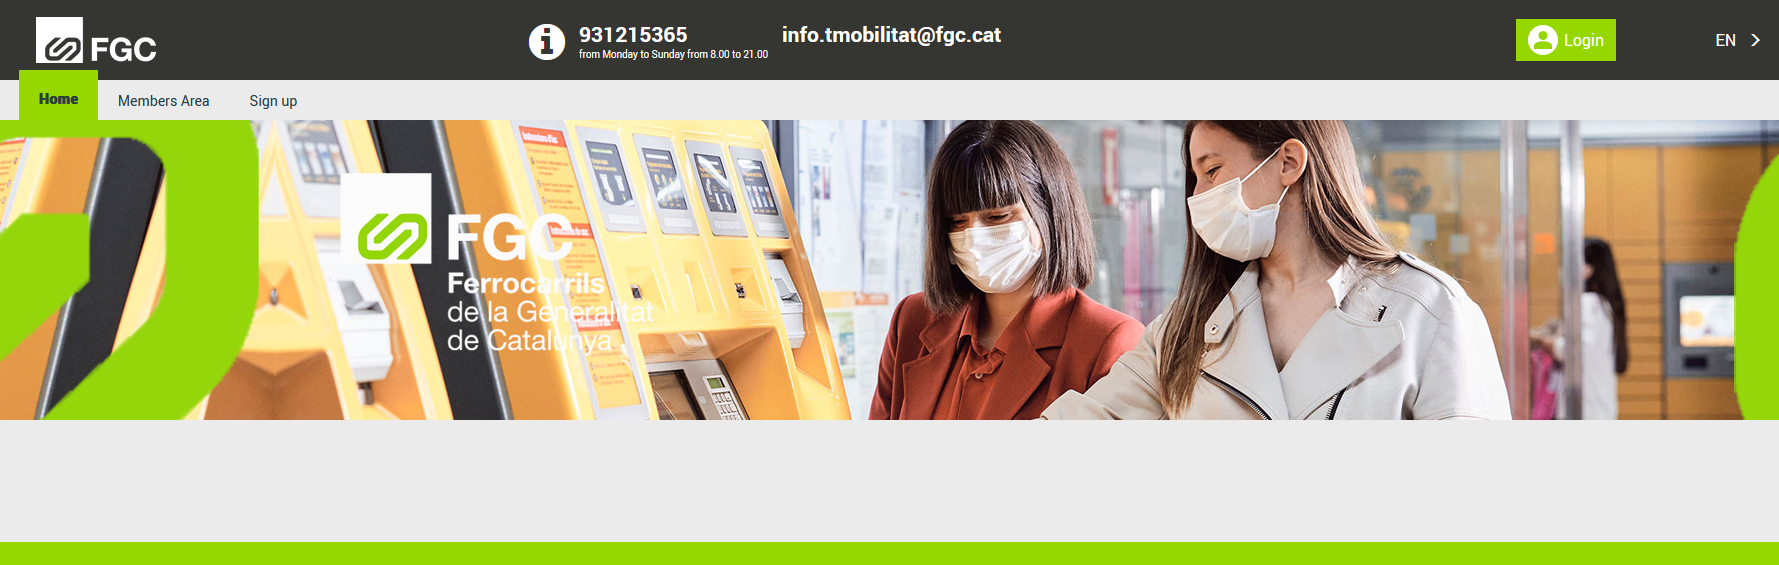 FGC
931215365
from Monday to Sunday from 8.00 to 21.00
info.tmobilitat@fgc.cat
Login
EN
Home
Members Area
Sign up
FGC
Ferrocarrils
de la Generalitat
de Catalunya